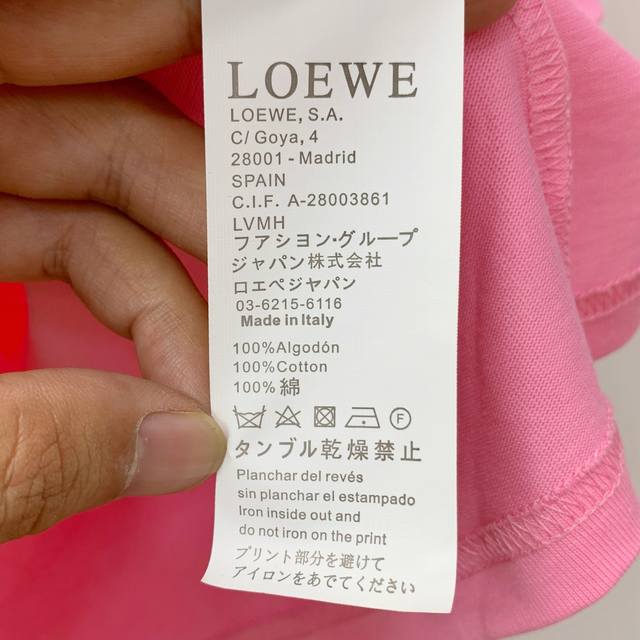 LOEWE
LOEWE, S.A.
C/ Goya, 4
28001 - Madrid
SPAIN
C.I.F. A-28003861
LVMH
フアシヨン·グループ
ジャパン株式会社
ロエベジヤパン
03-6215-6116
Made in Italy
100%Algodón
100%Cotton
100% 綿
F
タンブル乾燥禁止
Planchar del revés
sin planchar el estampado
Iron inside out and
do not iron on the print
プリント部分を避けて
アイロンをあでてください